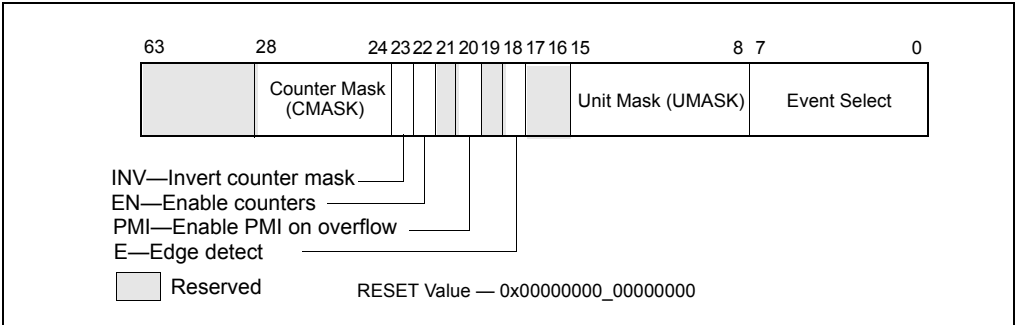 63 28 24 23 22 21 20 19 18 17 16 15 8 7 0
Counter Mask
(CMASK)
Unit Mask (UMASK)
Event Select
INV—Invert counter mask
EN—Enable counters
PMI—Enable PMI on overflow
E—Edge detect
Reserved
RESET Value — 0x00000000_00000000